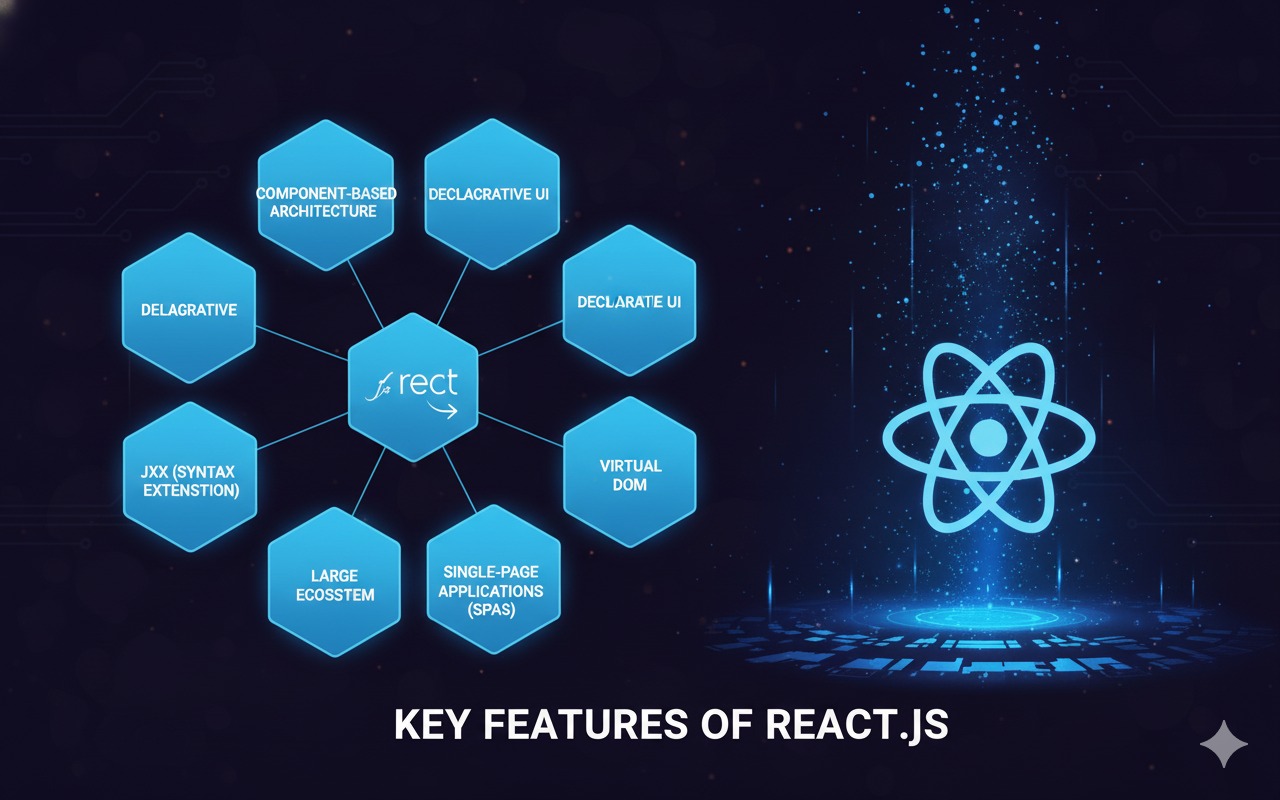 COMPONENT-BASED
ARCHITECTURE
DECLACRATIVE UI
DELAGRATIVE
DECLARATE UI
rect
JXX (SYNTAX
EXTENSTION)
VIRTUAL
DOM
LARGE
ECOSSTEM
SINGLE-PAGE
APPLICATIONS
(SPAS)
KEY FEATURES OF REACT.JS